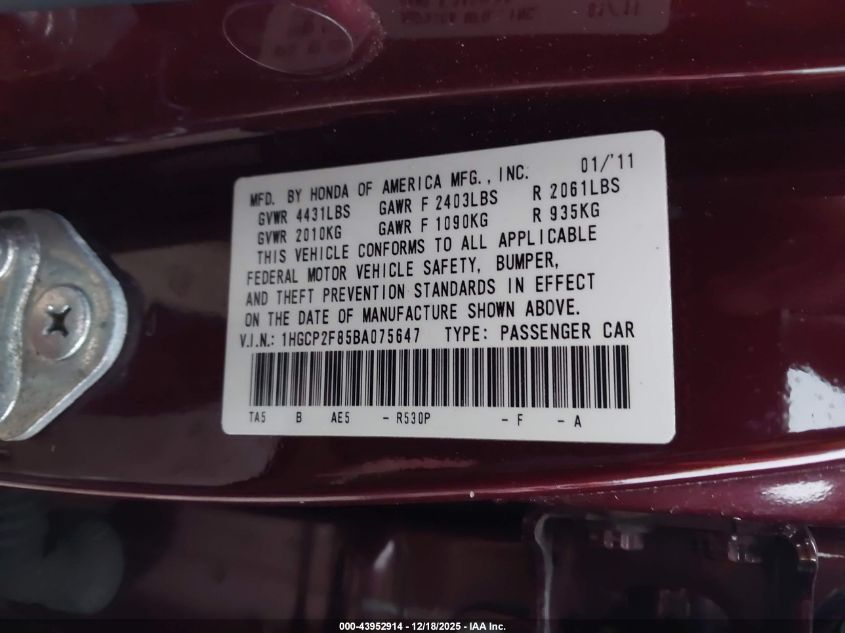 MFD. BY HONDA OF AMERICA MFG., INC. 01/'11
GVWR 4431LBS GAWR F 2403LBS R 2061LBS
GVWR 2010KG GAWR F 1090KG R 935KG
THIS VEHICLE CONFORMS TO ALL APPLICABLE
FEDERAL MOTOR VEHICLE SAFETY, BUMPER,
AND THEFT PREVENTION STANDARDS IN EFFECT
ON THE DATE OF MANUFACTURE SHOWN ABOVE.
V.I.N.: 1HGCP2F85BA075647 TYPE: PASSENGER CAR
TA5 B AE5 - R530P - F - A
000-43952914 - 12/18/2025 - IAA Inc.